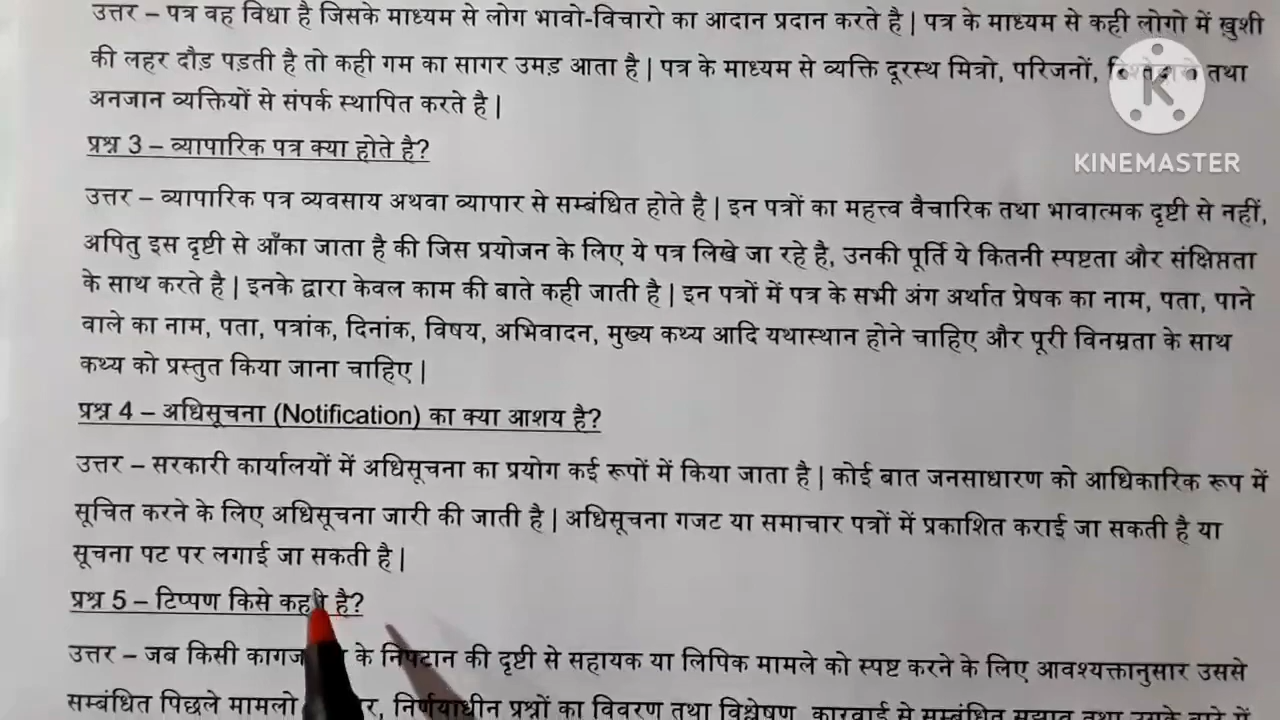 उत्तर – पत्र वह विधा है जिसके माध्यम से लोग भावो-विचारो का आदान प्रदान करते है | पत्र के माध्यम से कही लोगो में ख़ुशी
की लहर दौड़ पड़ती है तो कही गम का सागर उमड़ आता है | पत्र के माध्यम से व्यक्ति दूरस्थ मित्रो, परिजनों, तथा
अनजान व्यक्तियों से संपर्क स्थापित करते है |
KINEMASTER
प्रश्न 3 – व्यापारिक पत्र क्या होते है?
उत्तर – व्यापारिक पत्र व्यवसाय अथवा व्यापार से सम्बंधित होते है | इन पत्रों का महत्त्व वैचारिक तथा भावात्मक दृष्टी से नहीं,
अपितु इस दृष्टी से आँका जाता है की जिस प्रयोजन के लिए ये पत्र लिखे जा रहे है, उनकी पूर्ति ये कितनी स्पष्टता और संक्षिप्तता
के साथ करते है | इनके द्वारा केवल काम की बाते कही जाती है | इन पत्रों में पत्र के सभी अंग अर्थात प्रेषक का नाम, पता, पाने
वाले का नाम, पता, पत्रांक, दिनांक, विषय, अभिवादन, मुख्य कथ्य आदि यथास्थान होने चाहिए और पूरी विनम्रता के साथ
कथ्य को प्रस्तुत किया जाना चाहिए |
प्रश्न 4 – अधिसूचना (Notification) का क्या आशय है?
उत्तर – सरकारी कार्यालयों में अधिसूचना का प्रयोग कई रूपों में किया जाता है | कोई बात जनसाधारण को आधिकारिक रूप में
सूचित करने के लिए अधिसूचना जारी की जाती है | अधिसूचना गजट या समाचार पत्रों में प्रकाशित कराई जा सकती है या
सूचना पट पर लगाई जा सकती है |
प्रश्न 5 – टिप्पण किसे कहते है?
उत्तर – जब किसी के निपटान की दृष्टी से सहायक या लिपिक मामले को स्पष्ट करने के लिए आवश्यक्तानुसार उससे
सम्बंधित पिछले मामलो निर्णयाधीन प्रश्नों का विवरण तथा विश्लेषण, कारवाई से सम्बंधित सुझाव तथा उसके बारे में